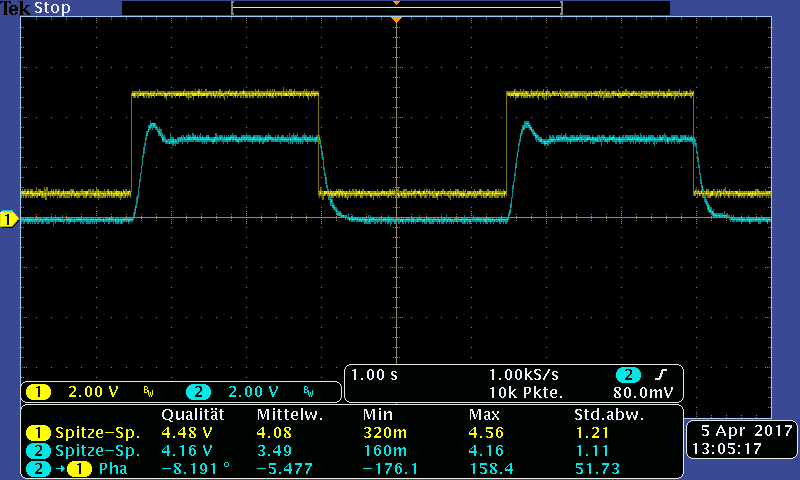 Tek Stop
1
1 2.00 V BW 2 2.00 V BW
1.00 s 1.00kS/s 2
10k Pkte. 80.0mV
Qualität Mittelw. Min Max Std.abw.
1 Spitze-Sp. 4.48 V 4.08 320m 4.56 1.21
2 Spitze-Sp. 4.16 V 3.49 160m 4.16 1.11
2 → 1 Pha -8.191 ° -5.477 -176.1 158.4 51.73
5 Apr 2017
13:05:17